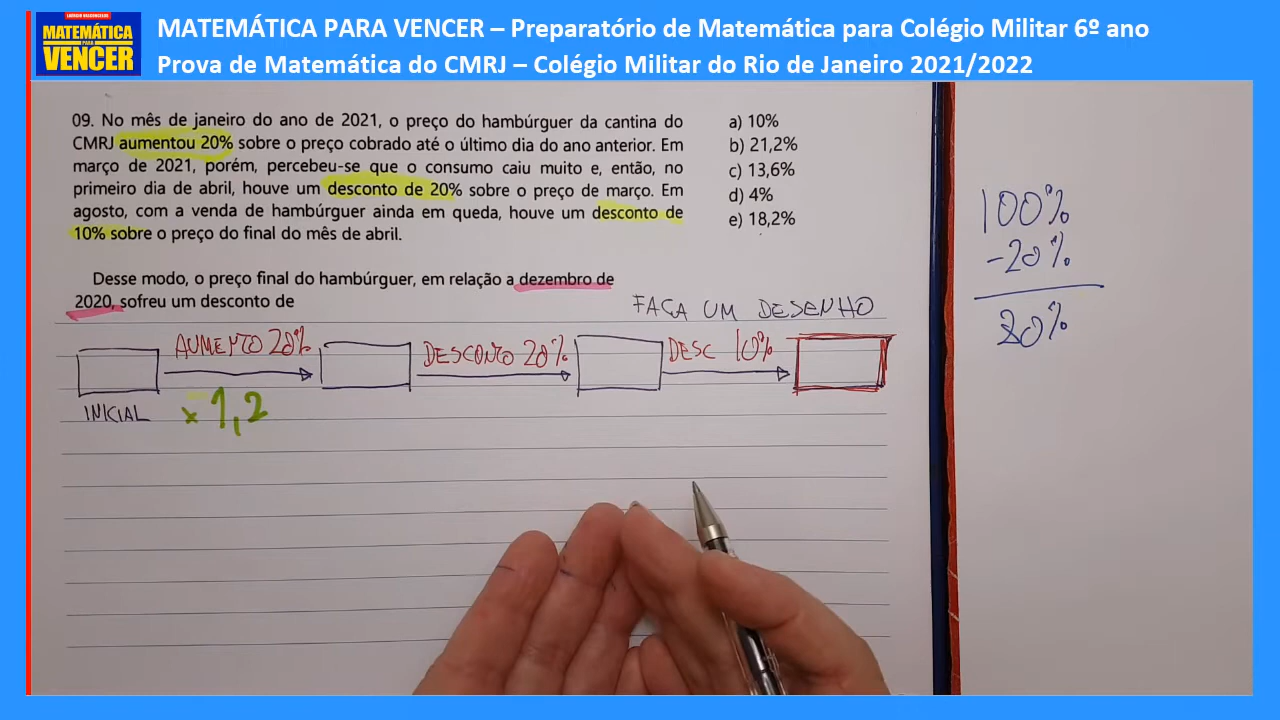 LAÉRCIO VASCONCELOS
MATEMÁTICA
PARA
VENCER
MATEMÁTICA PARA VENCER – Preparatório de Matemática para Colégio Militar 6º ano
Prova de Matemática do CMRJ – Colégio Militar do Rio de Janeiro 2021/2022
09. No mês de janeiro do ano de 2021, o preço do hambúrguer da cantina do
CMRJ aumentou 20% sobre o preço cobrado até o último dia do ano anterior. Em
março de 2021, porém, percebeu-se que o consumo caiu muito e, então, no
primeiro dia de abril, houve um desconto de 20% sobre o preço de março. Em
agosto, com a venda de hambúrguer ainda em queda, houve um desconto de
10% sobre o preço do final do mês de abril.
Desse modo, o preço final do hambúrguer, em relação a dezembro de
2020, sofreu um desconto de
a) 10%
b) 21,2%
c) 13,6%
d) 4%
e) 18,2%
FAÇA UM DESENHO
AUMENTO 20%
DESCONTO 20%
DESC 10%
INICIAL
x 1,2
100%
-20%
80%